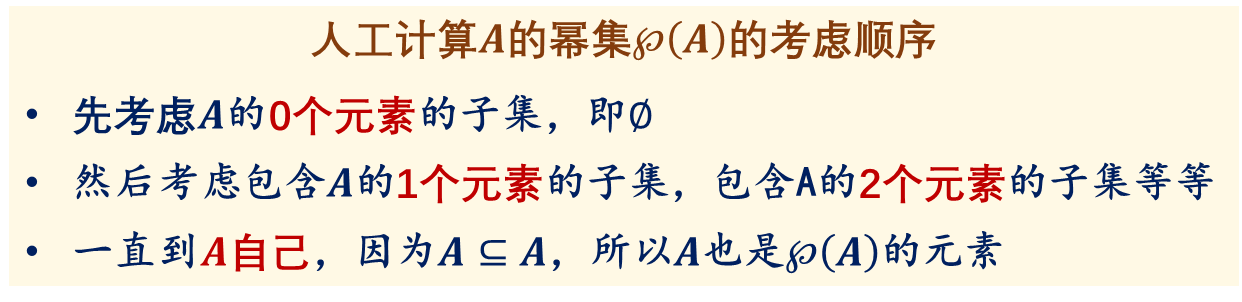 人工计算A的幂集℘(A)的考虑顺序
• 先考虑A的0个元素的子集，即∅
• 然后考虑包含A的1个元素的子集，包含A的2个元素的子集等等
• 一直到A自己，因为A ⊆ A，所以A也是℘(A)的元素